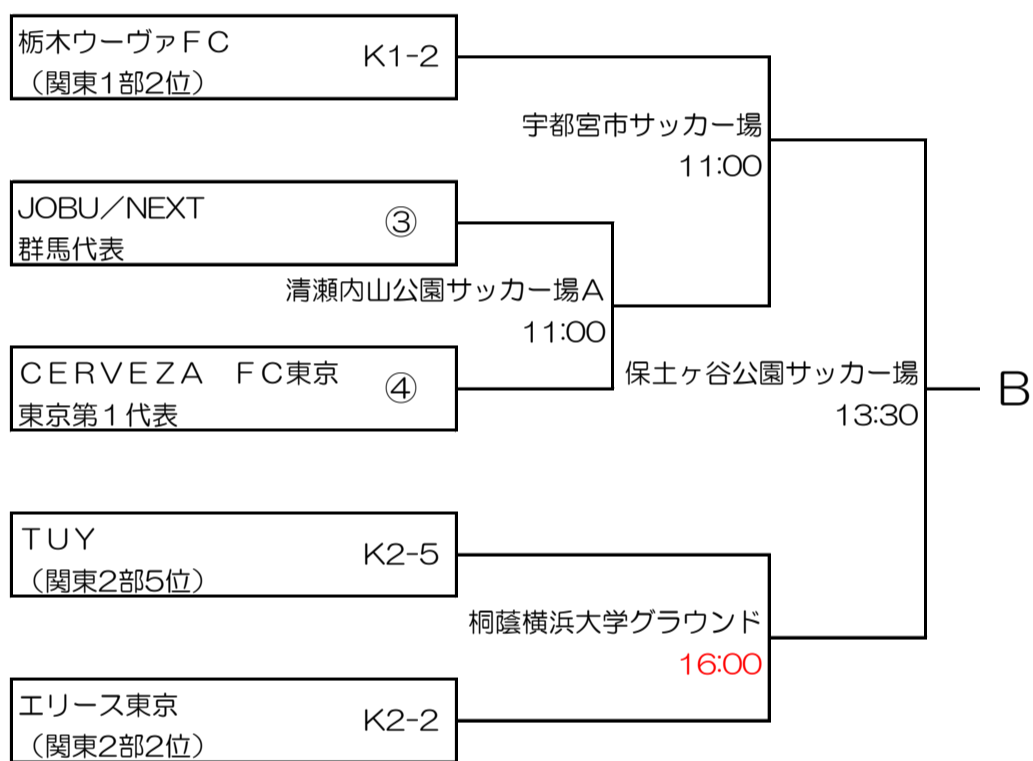 栃木ウーヴァFC
K1-2
（関東1部2位）
宇都宮市サッカー場
11:00
JOBU／NEXT
③
群馬代表
清瀬内山公園サッカー場A
11:00
CERVEZA　FC東京
④
東京第1代表
保土ヶ谷公園サッカー場
13:30
B
TUY
K2-5
（関東2部5位）
桐蔭横浜大学グラウンド
16:00
エリース東京
K2-2
（関東2部2位）